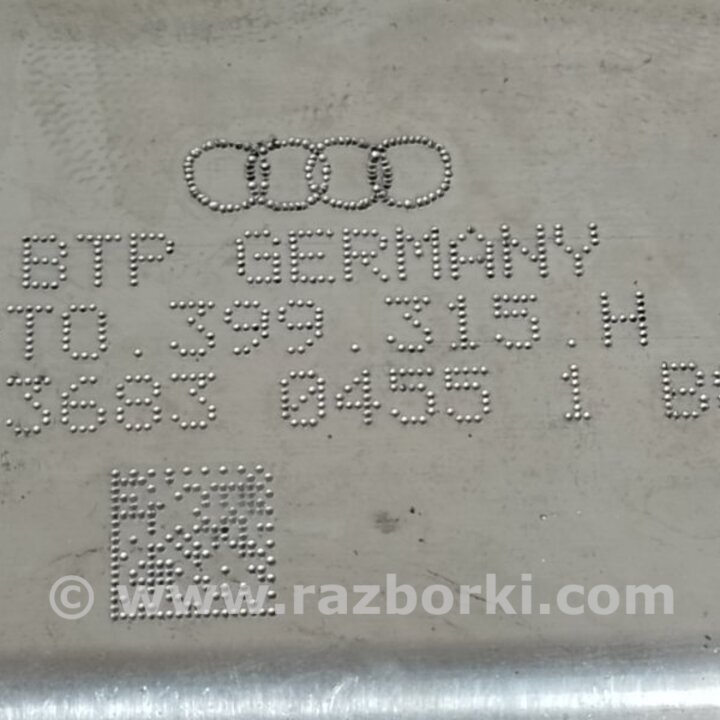 BTP GERMANY
T0.399.315.H
3683 0455 1 B
© www.razborki.com